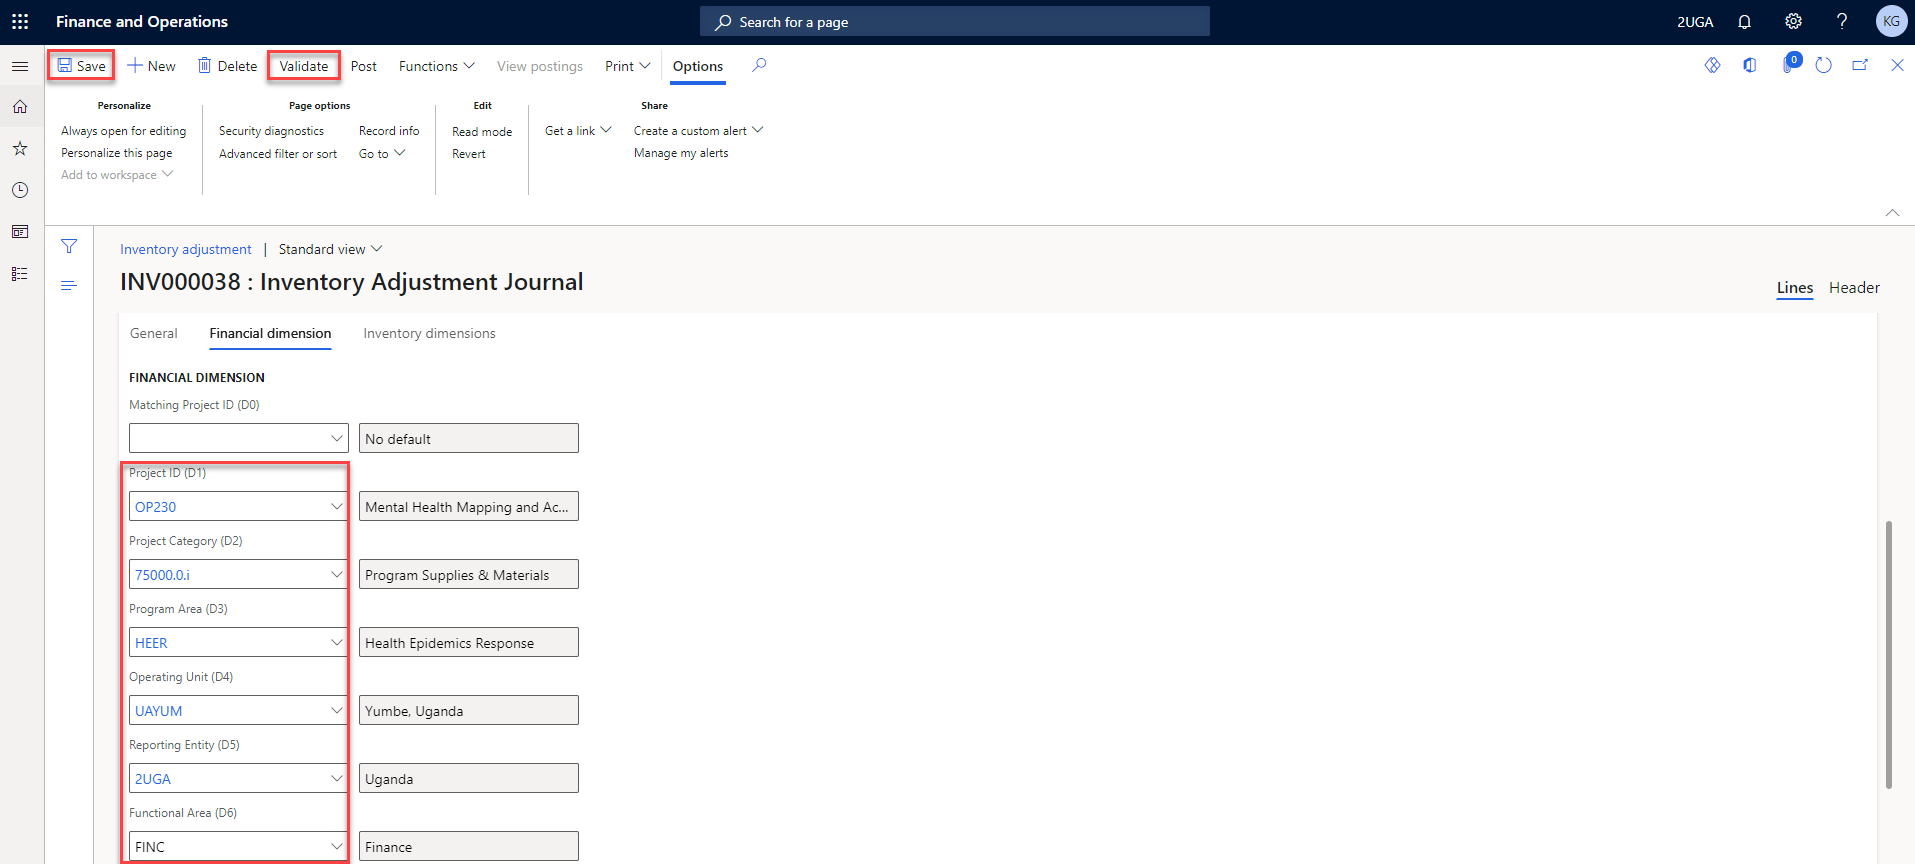 Finance and Operations
Search for a page
2UGA
KG
Save
New
Delete
Validate
Post
Functions
View postings
Print
Options
0
Personalize
Always open for editing
Personalize this page
Add to workspace
Page options
Security diagnostics
Record info
Advanced filter or sort
Go to
Edit
Read mode
Revert
Share
Get a link
Create a custom alert
Manage my alerts
Inventory adjustment | Standard view
INV000038 : Inventory Adjustment Journal
Lines
Header
General
Financial dimension
Inventory dimensions
FINANCIAL DIMENSION
Matching Project ID (D0)
No default
Project ID (D1)
OP230
Mental Health Mapping and Ac...
Project Category (D2)
75000.0.i
Program Supplies & Materials
Program Area (D3)
HEER
Health Epidemics Response
Operating Unit (D4)
UAYUM
Yumbe, Uganda
Reporting Entity (D5)
2UGA
Uganda
Functional Area (D6)
FINC
Finance